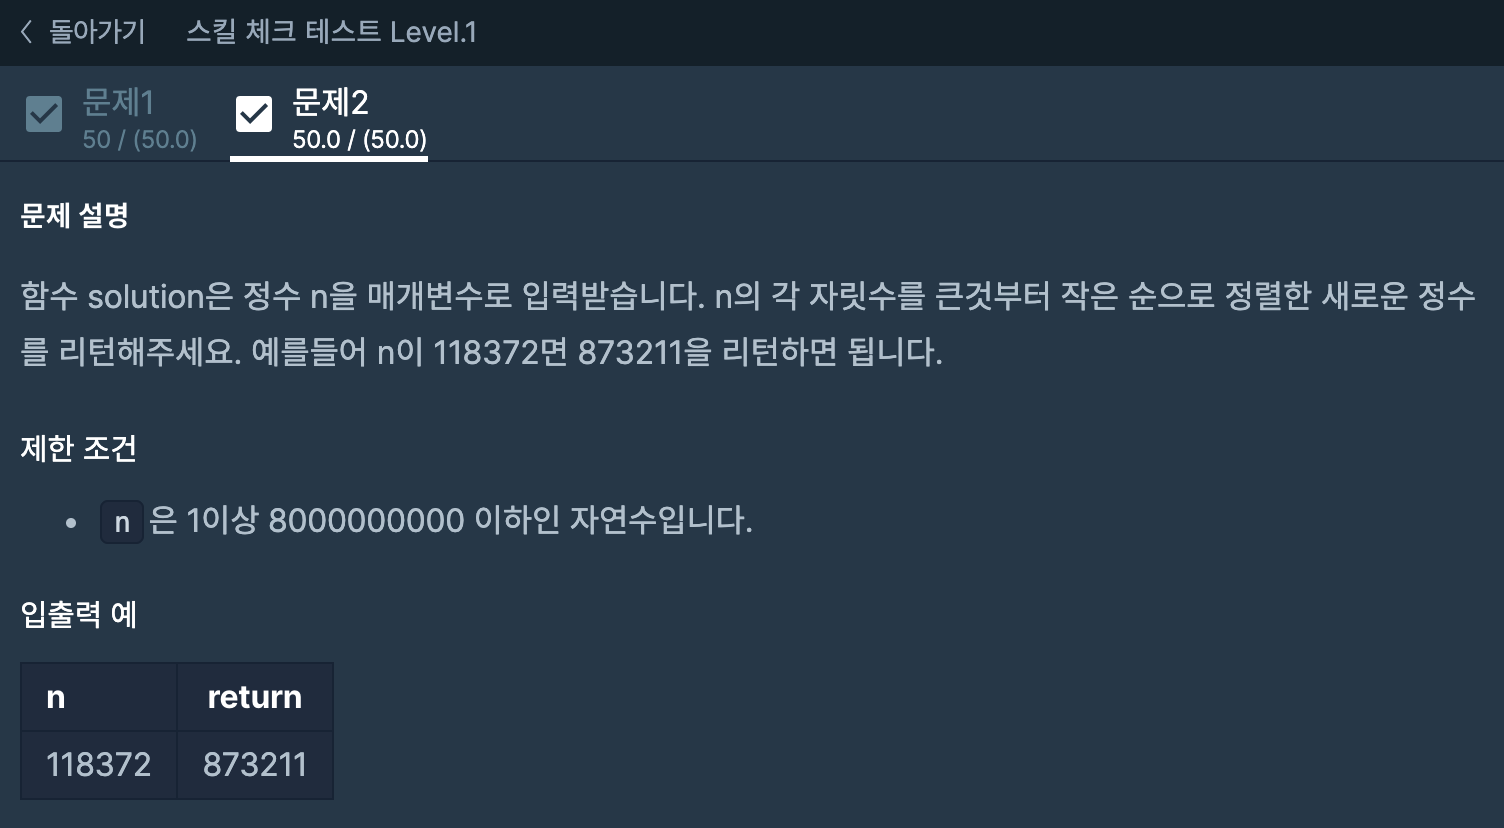 돌아가기 스킬 체크 테스트 Level.1
문제1 문제2
50 / (50.0) 50.0 / (50.0)
문제 설명
함수 solution은 정수 n을 매개변수로 입력받습니다. n의 각 자릿수를 큰것부터 작은 순으로 정렬한 새로운 정수
를 리턴해주세요. 예를들어 n이 118372면 873211을 리턴하면 됩니다.
제한 조건
• n은 1이상 8000000000 이하인 자연수입니다.
입출력 예
n return
118372 873211